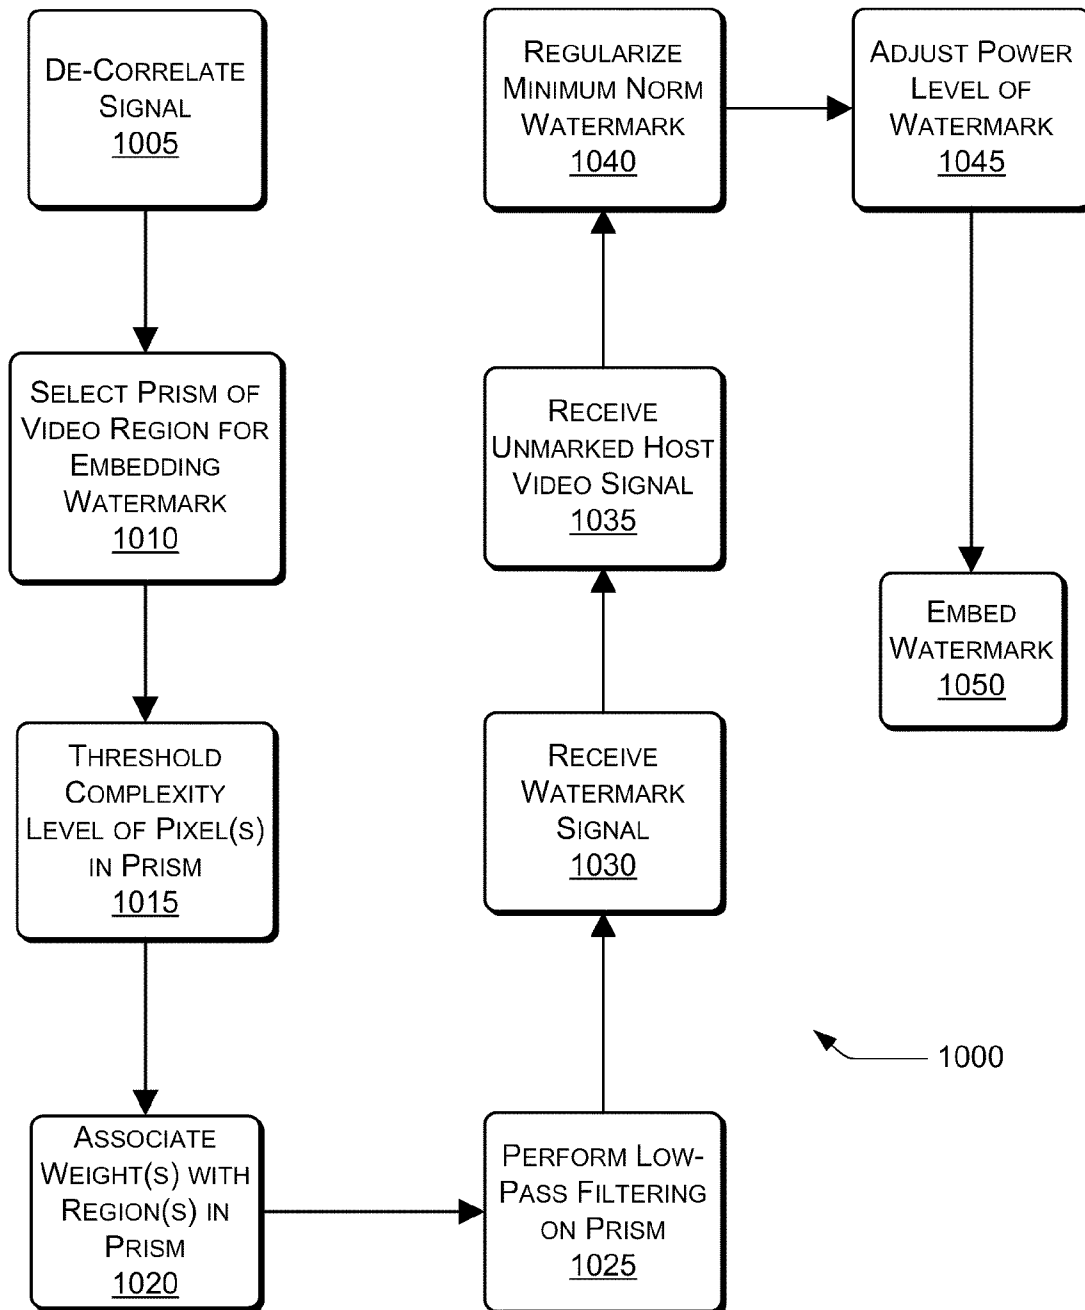 DE-CORRELATE
SIGNAL
1005
SELECT PRISM OF
VIDEO REGION FOR
EMBEDDING
WATERMARK
1010
THRESHOLD
COMPLEXITY
LEVEL OF PIXEL(S)
IN PRISM
1015
ASSOCIATE
WEIGHT(S) WITH
REGION(S) IN
PRISM
1020
PERFORM LOW-
PASS FILTERING
ON PRISM
1025
RECEIVE
WATERMARK
SIGNAL
1030
RECEIVE
UNMARKED HOST
VIDEO SIGNAL
1035
REGULARIZE
MINIMUM NORM
WATERMARK
1040
ADJUST POWER
LEVEL OF
WATERMARK
1045
EMBED
WATERMARK
1050
1000